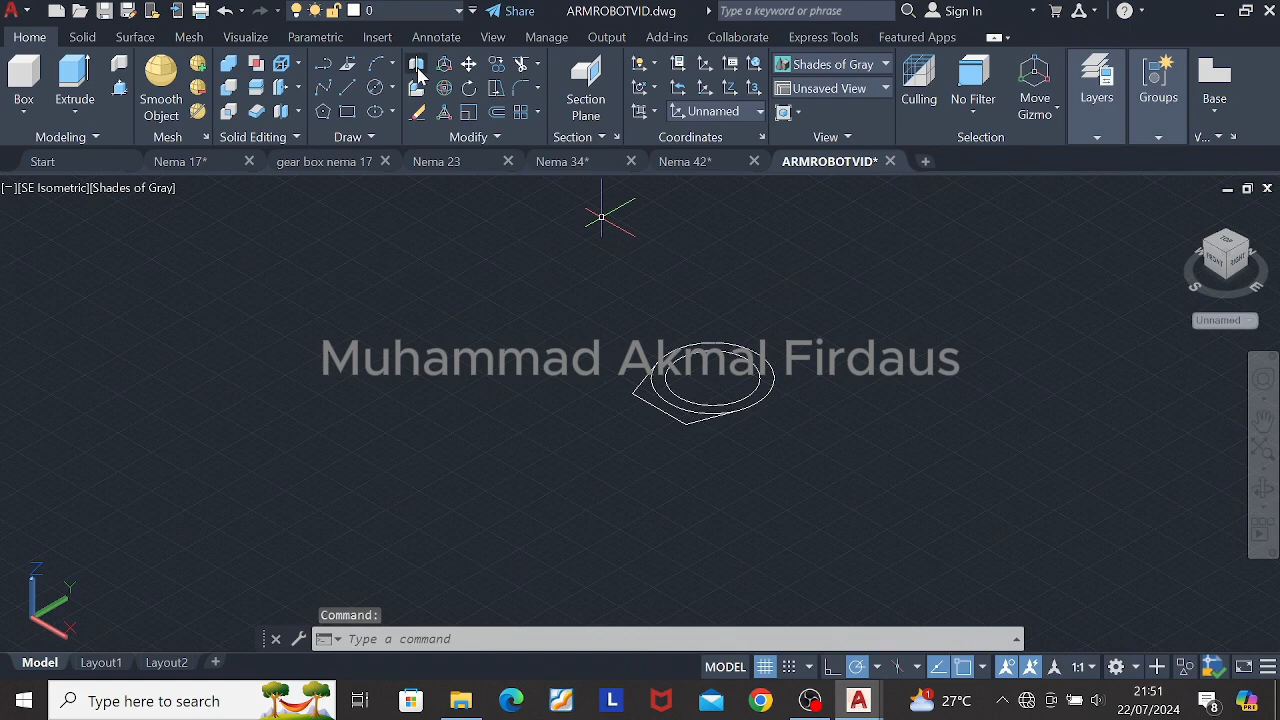 0
Share
ARMROBOTVID.dwg
Type a keyword or phrase
Sign In
Home
Solid
Surface
Mesh
Visualize
Parametric
Insert
Annotate
View
Manage
Output
Add-ins
Collaborate
Express Tools
Featured Apps
Box
Extrude
Smooth
Object
Section
Plane
Shades of Gray
Unsaved View
Unnamed
Culling
No Filter
Move
Gizmo
Layers
Groups
Base
Modeling
Mesh
Solid Editing
Draw
Modify
Section
Coordinates
View
Selection
V...
Start
Nema 17*
gear box nema 17
Nema 23
Nema 34*
Nema 42*
ARMROBOTVID*
[−][SE Isometric][Shades of Gray]
TOP
FRONT
RIGHT
W
N
S
E
Unnamed
Muhammad Akmal Firdaus
Z
Y
X
Command:
Type a command
Model
Layout1
Layout2
MODEL
1:1
Type here to search
27°C
21:51
22/07/2024
8